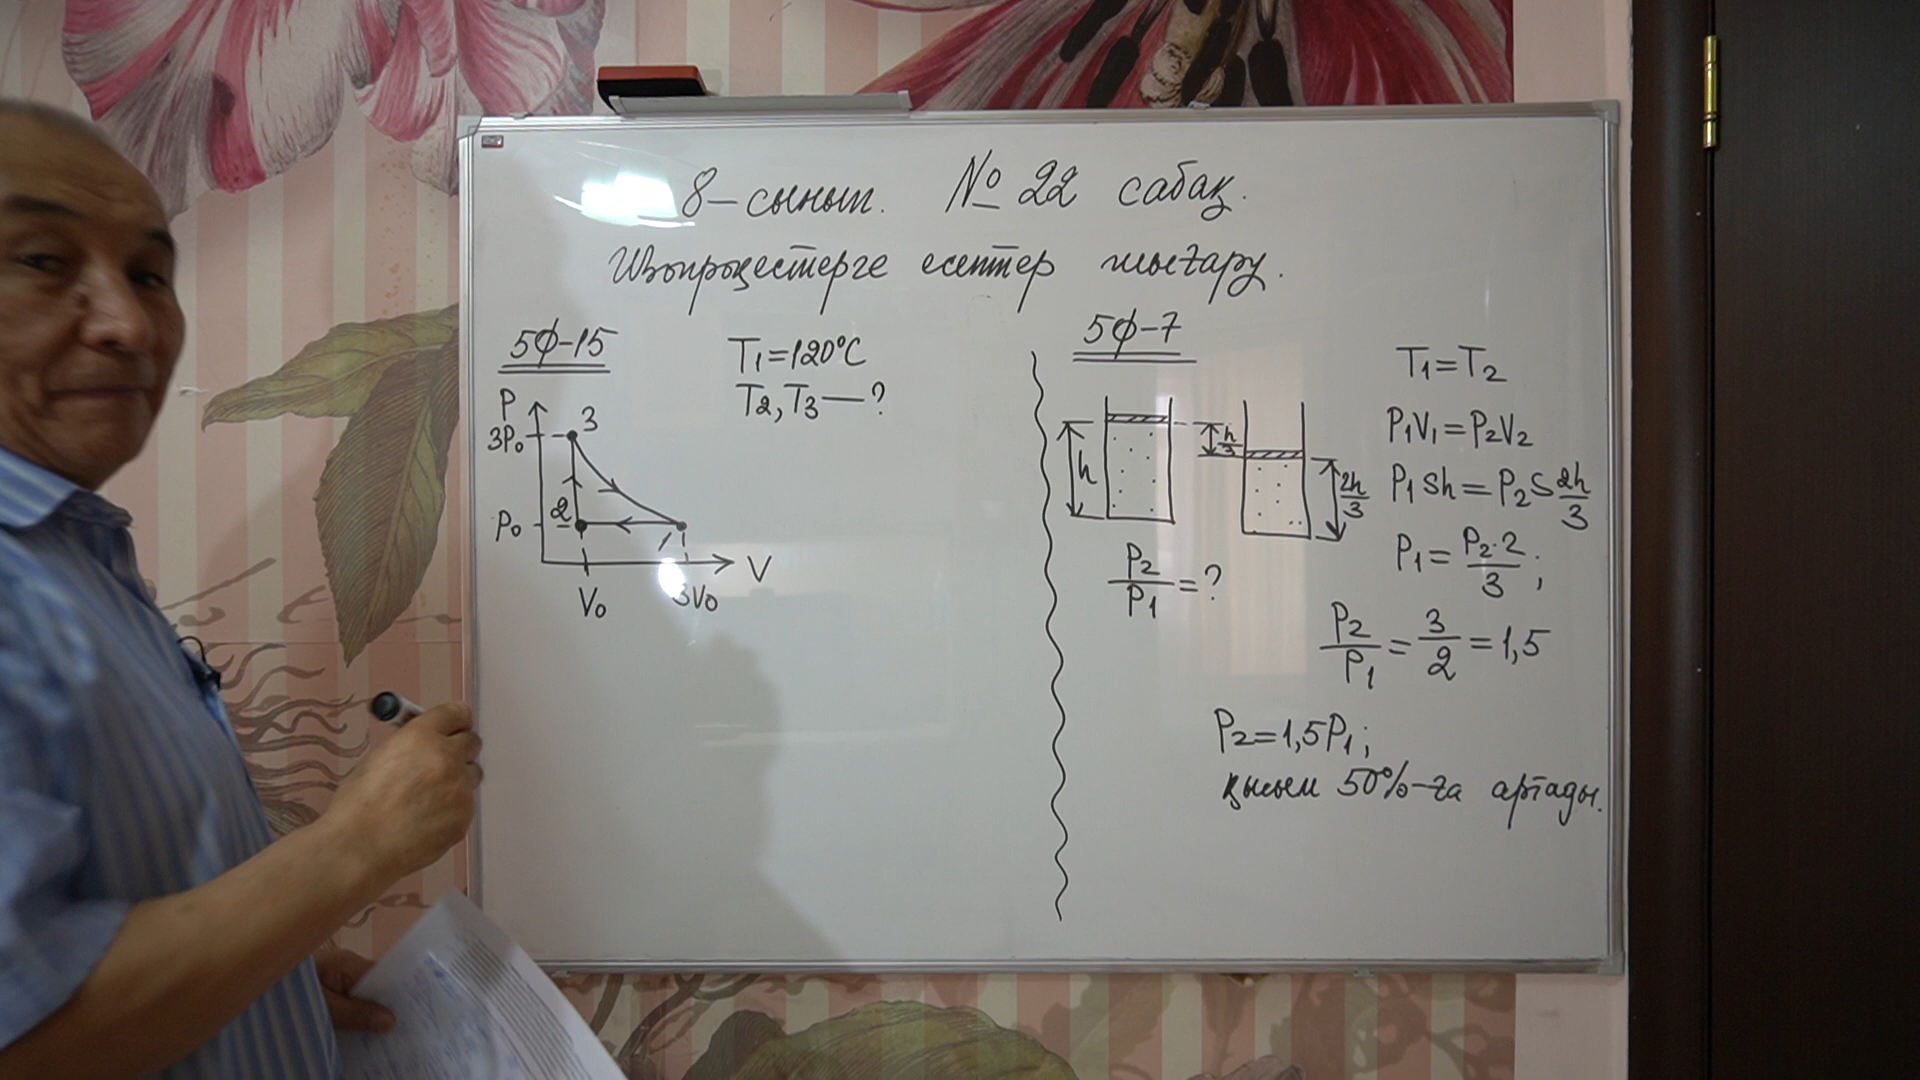 8-сынып. № 22 сабақ.
Изопроцестерге есептер шығару.
5ф-15
T1=120°C
T2,T3—?
P
3P0
3
2
P0
1
V
V0
3V0
5ф-7
h
h/3
2h/3
P2/P1=?
T1=T2
P1V1=P2V2
P1Sh=P2S2h/3
P1=P2·2/3;
P2/P1=3/2=1,5
P2=1,5P1;
қысым 50%-ға артады.